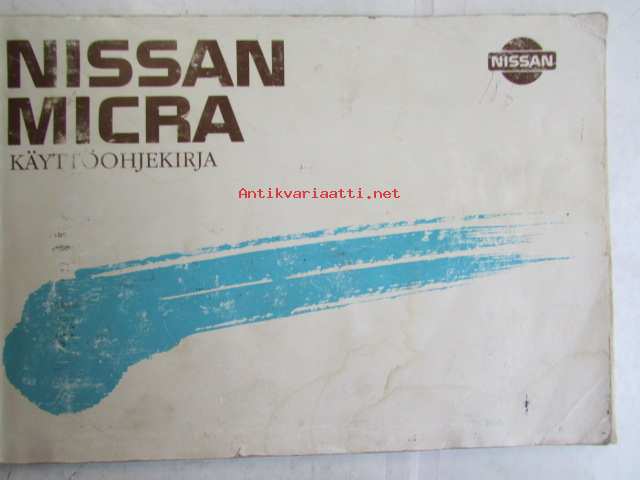 NISSAN
MICRA
KÄYTTÖOHJEKIRJA
NISSAN
Antikvariaatti.net